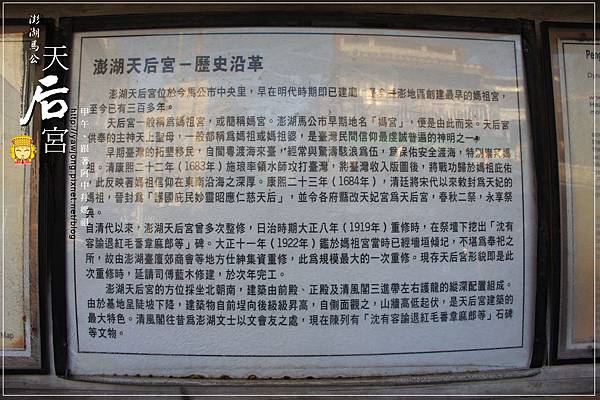 澎湖馬公
天后宮
甲午
http://yswlong.pixnet.net/blog
澎湖天后宮－歷史沿革
澎湖天后宮位於今馬公市中央里，早在明代時期即已建廟，
澎地區創建最早的媽祖宮，
至今已有三百多年。
天后宮一般稱爲媽祖宮，或簡稱媽宮。澎湖馬公市早期地名「媽宮」，便是由此而來。天后宮
供奉的主神天上聖母，一般都稱爲媽祖或媽祖婆，是臺灣民間信仰最虔誠普遍的神明之一。
早期臺灣的拓墾移民，自閩粵渡海來臺，經常與驚濤駭浪爲伍，爲保佑安全渡海，特別崇拜媽
祖。清康熙二十二年（1683年）施琅率領水師攻打臺灣，將臺灣收入版圖後，將戰功歸於媽祖庇佑
，此反映著媽祖信仰在東南沿海之深厚。康熙二十三年（1684年），清廷將宋代以來敕封爲天妃的
媽祖，晉封爲「護國庇民妙靈昭應仁慈天后」，並令各府縣改天妃宮爲天后宮，春秋二祭，永享祭
典。
自清代以來，澎湖天后宮曾多次整修，日治時期大正八年（1919年）重修時，在祭壇下挖出「沈有
容諭退紅毛番韋麻郎等」碑。大正十一年（1922年）鑑於媽祖宮當時已經墻垣傾圮，不堪爲奉祀之
所，故由澎湖臺廈郊商會等地方仕紳集資重修，此爲規模最大的一次重修。現存天后宮形貌即是此
次重修時，延請司傅藍木修建，於次年完工。
澎湖天后宮的方位採坐北朝南，建築由前殿、正殿及清風閣三進帶左右護龍的縱深配置組成。
由於基地呈陡坡下降，建築物自前埕向後級級昇高，自側面觀之，山牆高低起伏，是天后宮建築的
最大特色。清風閣往昔爲澎湖文士以文會友之處，現在陳列有「沈有容諭退紅毛番韋麻郎等」石碑
等文物。
Map
Peng